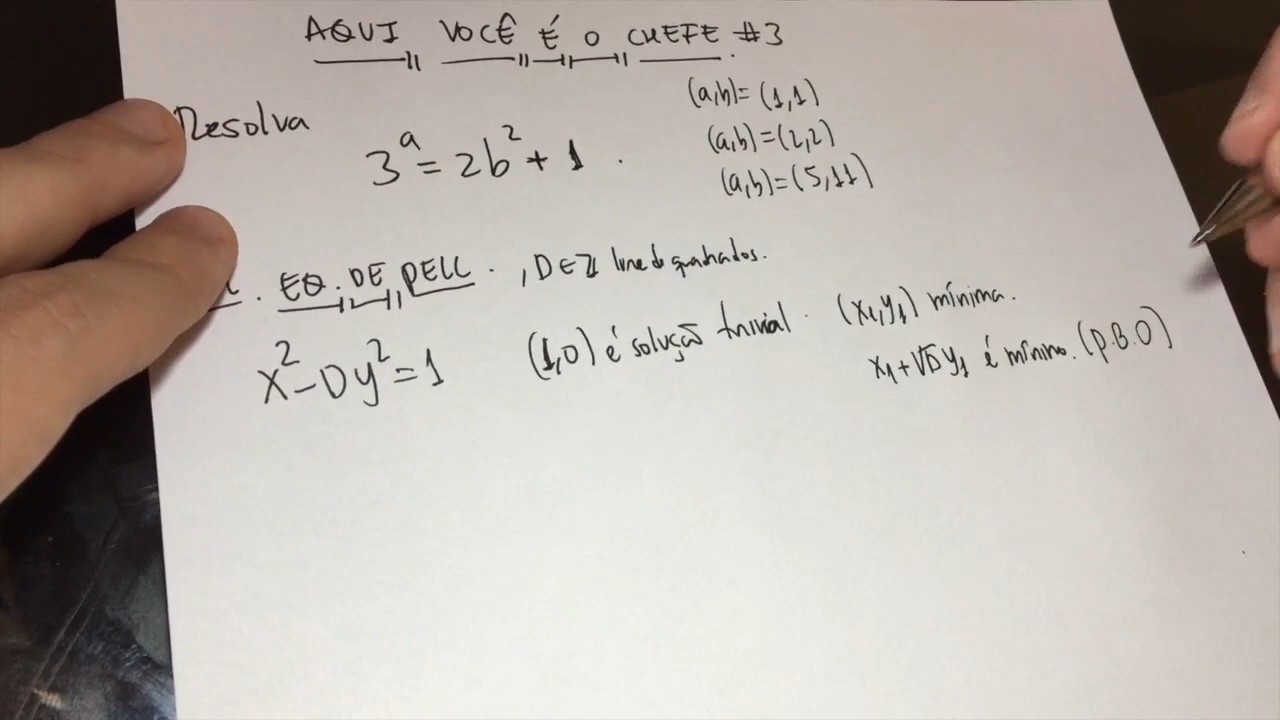 AQUI VOCÊ É O CHEFE #3
Resolva
3^a = 2b^2 + 1 .
(a,b)=(1,1)
(a,b)=(2,2)
(a,b)=(5,11)
. EQ. DE PELL . , D ∈ ℤ livre de quadrados.
x^2 - Dy^2 = 1
(1,0) é solução trivial . (x1,y1) mínima.
x1+√D y1 é mínimo. (P.B.O)